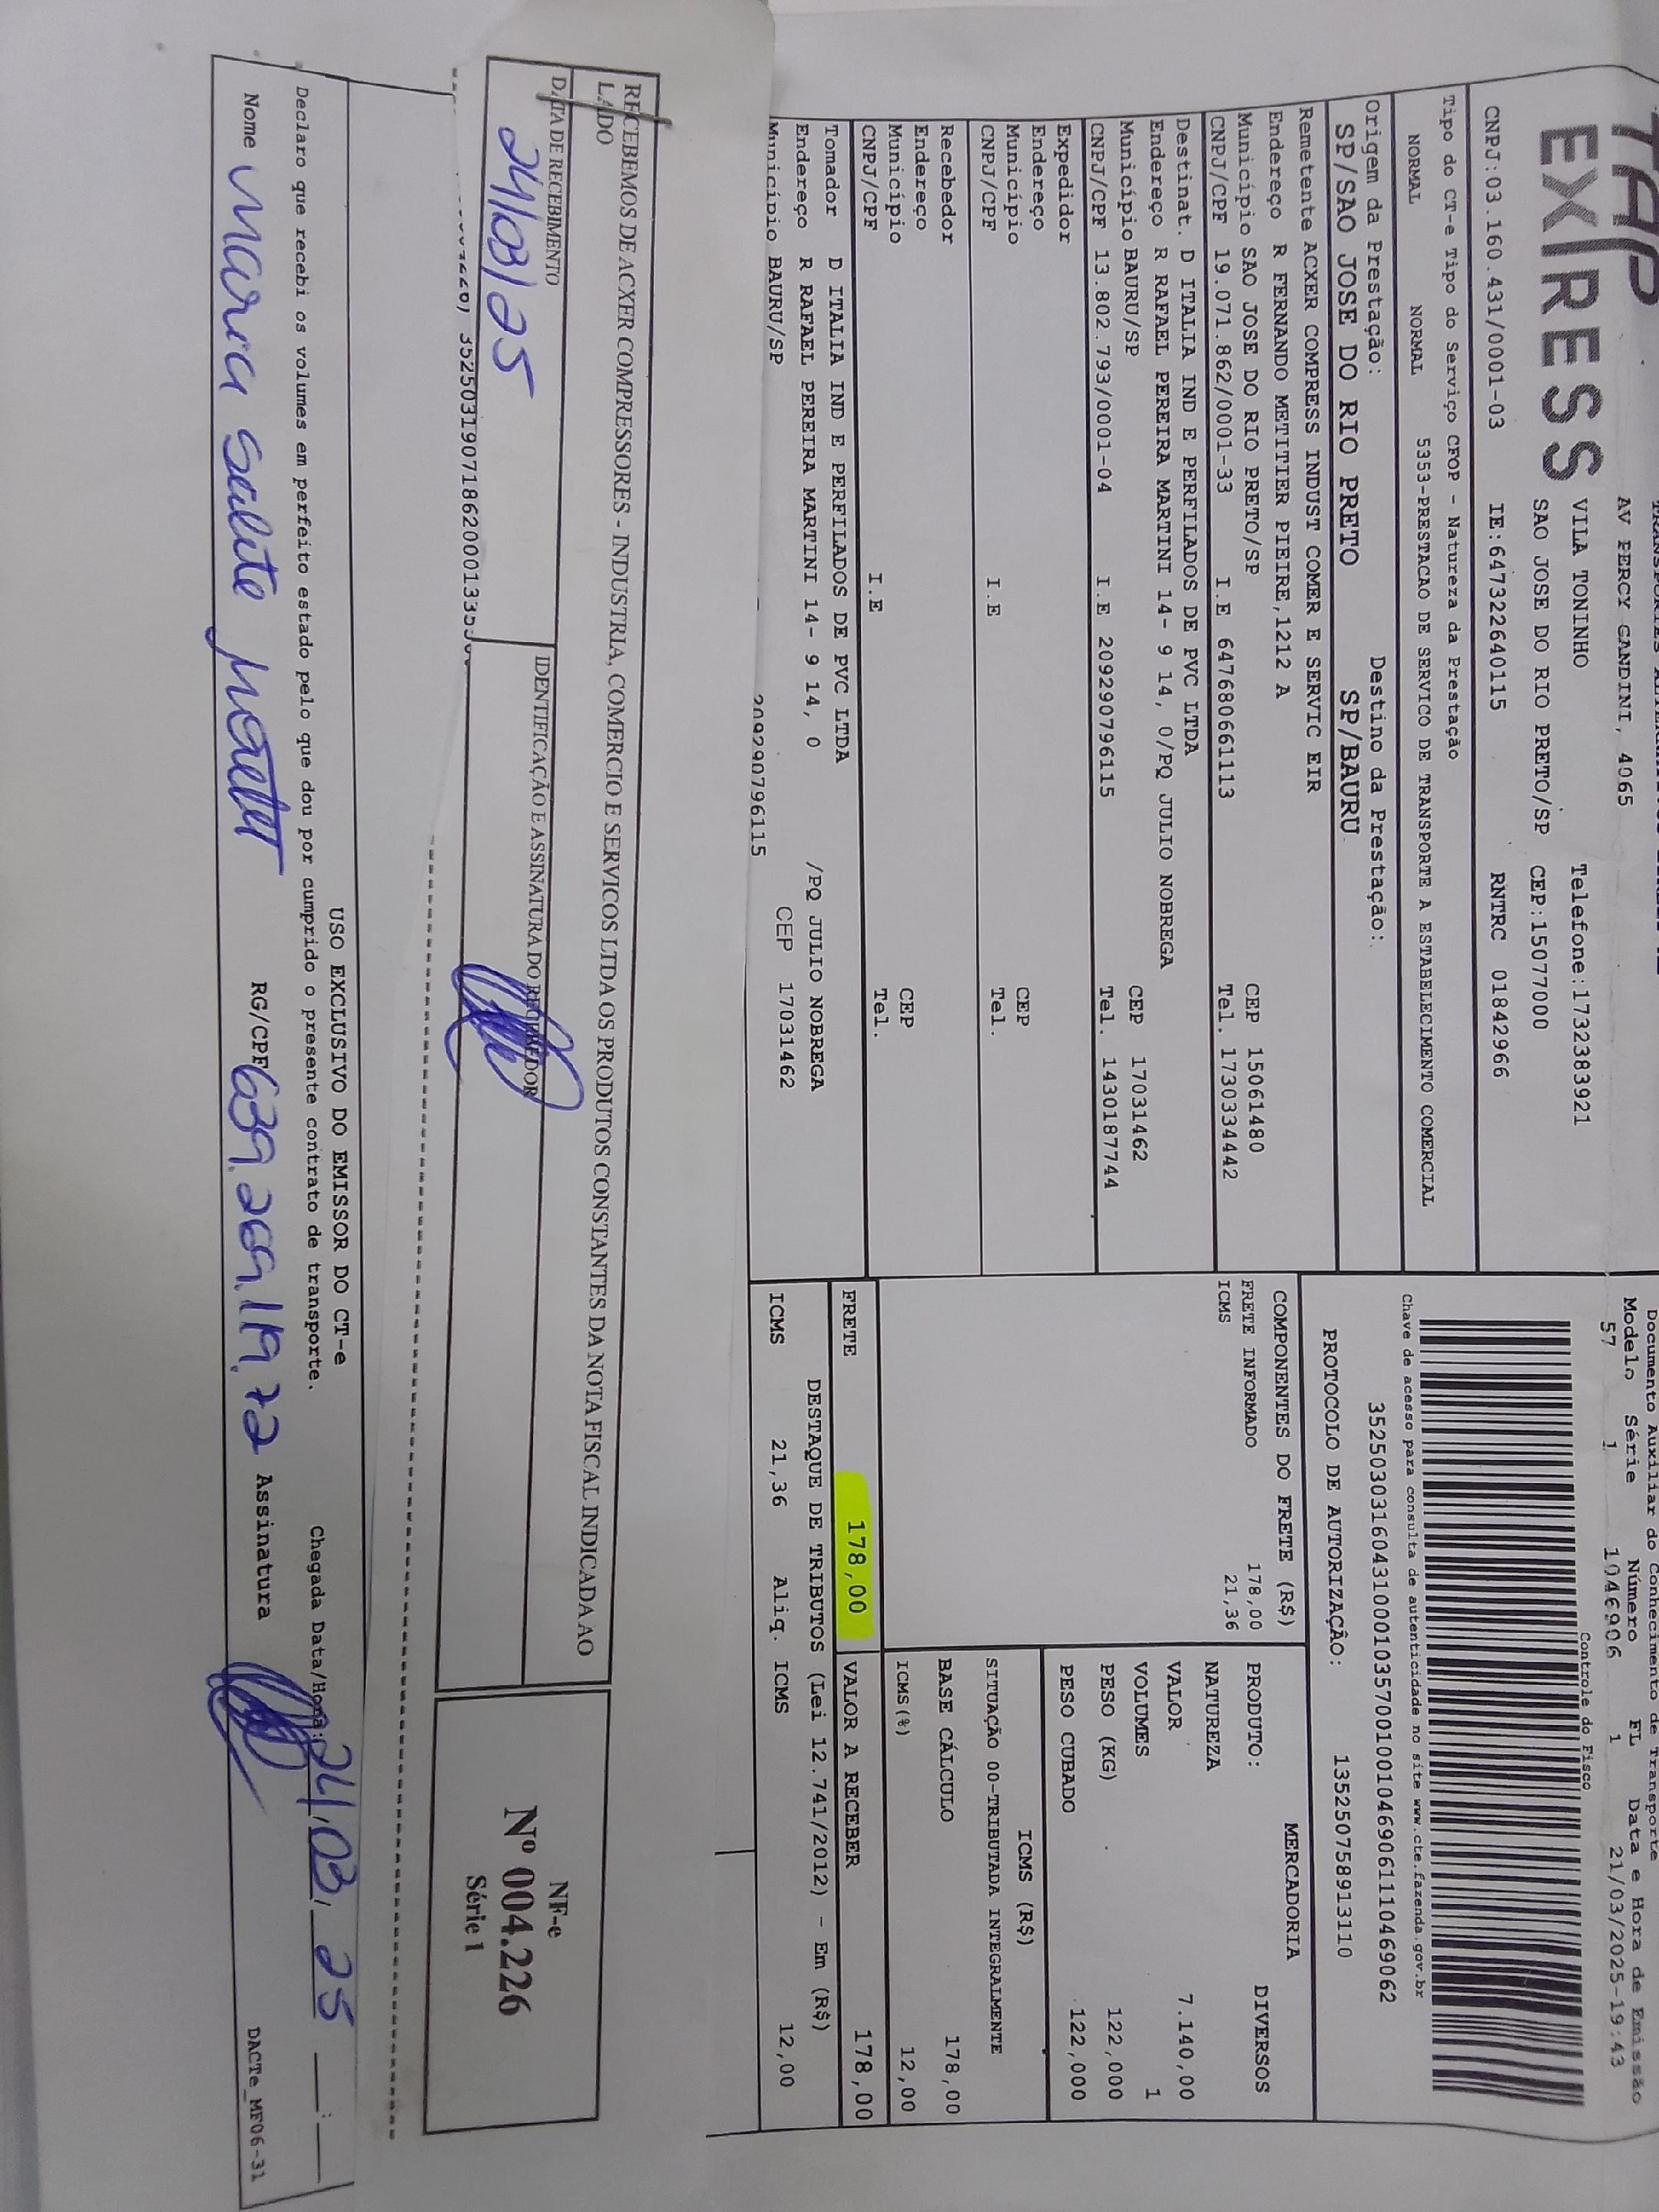 TAP
EXPRESS
AV PERCY GANDINI, 4065
VILA TONINHO Telefone:1732383921
SAO JOSE DO RIO PRETO/SP CEP:15077000
CNPJ:03.160.431/0001-03 IE:647322640115 RNTRC 01842966
Documento Auxiliar do Conhecimento de Transporte
Modelo Série Número FL Data e Hora de Emissão
57 1 1046906 1 21/03/2025-19:43
Controle do Fisco
Chave de acesso para consulta de autenticidade no site www.cte.fazenda.gov.br
35250303160431000103570010010469061110469062
PROTOCOLO DE AUTORIZAÇÃO: 135250758913110
Tipo do CT-e Tipo do Serviço CFOP - Natureza da Prestação
NORMAL NORMAL 5353-PRESTACAO DE SERVICO DE TRANSPORTE A ESTABELECIMENTO COMERCIAL
Origem da Prestação: Destino da Prestação:
SP/SAO JOSE DO RIO PRETO SP/BAURU
Remetente ACXER COMPRESS INDUST COMER E SERVIC EIR
Endereço R FERNANDO METITIER PIEIRE,1212 A
Município SAO JOSE DO RIO PRETO/SP CEP 15061480
CNPJ/CPF 19.071.862/0001-33 I.E 647680661113 Tel. 1730334442
Destinat. D ITALIA IND E PERFILADOS DE PVC LTDA
Endereço R RAFAEL PEREIRA MARTINI 14- 9 14, 0/PQ JULIO NOBREGA
Município BAURU/SP CEP 17031462
CNPJ/CPF 13.802.793/0001-04 I.E 209290796115 Tel. 1430187744
Expedidor
Endereço
Município CEP
CNPJ/CPF I.E Tel.
Recebedor
Endereço
Município CEP
CNPJ/CPF I.E Tel.
Tomador D ITALIA IND E PERFILADOS DE PVC LTDA
Endereço R RAFAEL PEREIRA MARTINI 14- 9 14, 0 /PQ JULIO NOBREGA
Município BAURU/SP CEP 17031462
209290796115
COMPONENTES DO FRETE (R$)
FRETE INFORMADO 178,00
ICMS 21,36
MERCADORIA
PRODUTO: DIVERSOS
NATUREZA
VALOR 7.140,00
VOLUMES 1
PESO (KG) 122,000
PESO CUBADO 122,000
ICMS (R$)
SITUAÇÃO 00-TRIBUTADA INTEGRALMENTE
BASE CÁLCULO 178,00
ICMS(%) 12,00
FRETE 178,00 VALOR A RECEBER 178,00
DESTAQUE DE TRIBUTOS (Lei 12.741/2012) - Em (R$)
ICMS 21,36 Aliq. ICMS 12,00
RECEBEMOS DE ACXER COMPRESSORES - INDUSTRIA, COMERCIO E SERVICOS LTDA OS PRODUTOS CONSTANTES DA NOTA FISCAL INDICADA AO
LADO
DATA DE RECEBIMENTO IDENTIFICAÇÃO E ASSINATURA DO RECEBEDOR
24/03/25
NF-e
Nº 004.226
Série 1
USO EXCLUSIVO DO EMISSOR DO CT-e
Declaro que recebi os volumes em perfeito estado pelo que dou por cumprido o presente contrato de transporte. Chegada Data/Hora: 24/03/25 __:__
Nome Maria Salete RG/CPF 639.269.119.72 Assinatura
DACTe_MF06-31